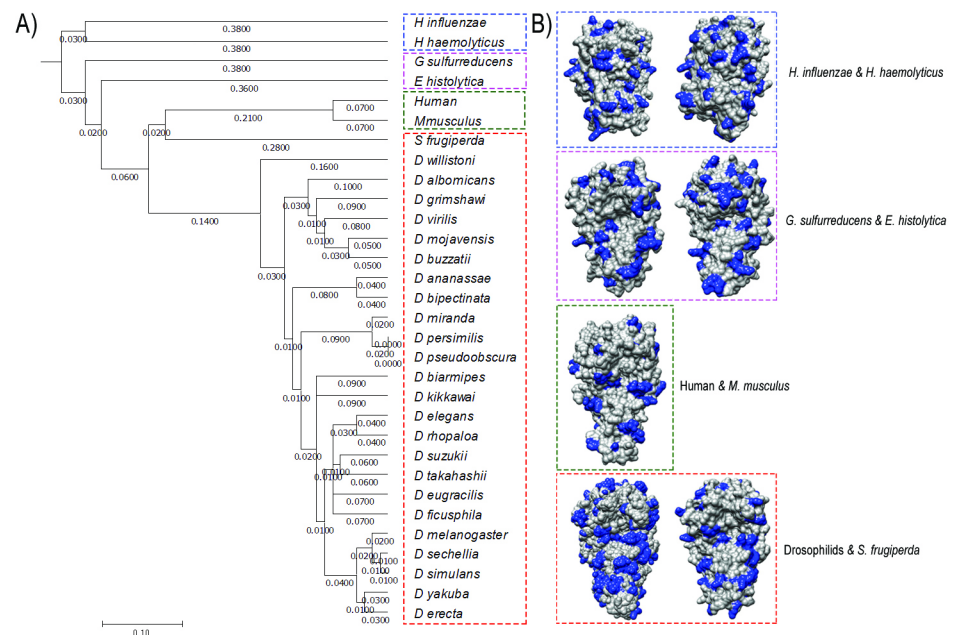 A)
B)
H influenzae
0.3800
0.0300
H haemolyticus
0.3800
G sulfurreducens
0.3800
E histolytica
0.3600
0.0300
Human
0.0700
0.2100
Mmusculus
0.0700
0.0200
0.0200
S frugiperda
0.2800
D willistoni
0.1600
0.0600
D albomicans
0.1000
D grimshawi
0.0900
0.0300
D virilis
0.0800
0.0100
0.1400
D mojavensis
0.0500
0.0100
0.0300
D buzzatii
0.0500
0.0300
D ananassae
0.0400
0.0800
D bipectinata
0.0400
D miranda
0.0200
0.0900
D persimilis
0.0000
0.0100
0.0200
D pseudoobscura
0.0000
D biarmipes
0.0900
0.0100
D kikkawai
0.0900
D elegans
0.0400
0.0300
D rhopaloa
0.0400
0.0200
D suzukii
0.0600
0.0100
0.0100
D takahashii
0.0600
D eugracilis
0.0700
D ficusphila
0.0700
0.0100
D melanogaster
0.0200
D sechellia
0.0200
0.0100
0.0100
D simulans
0.0100
0.0400
D yakuba
0.0300
0.0100
D erecta
0.0300
0.10
H. influenzae & H. haemolyticus
G. sulfurreducens & E. histolytica
Human & M. musculus
Drosophilids & S. frugiperda